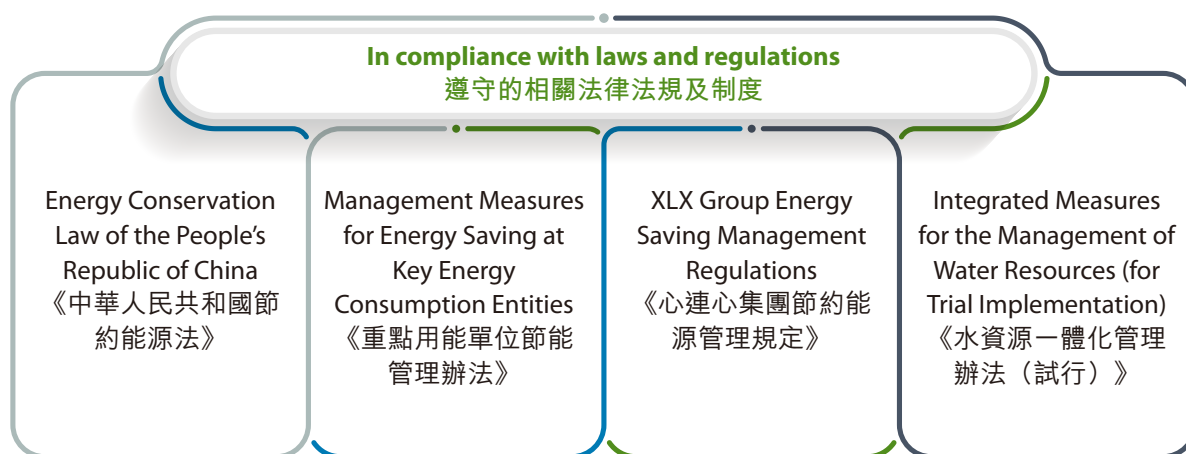 In compliance with laws and regulations
遵守的相關法律法規及制度
Energy Conservation
Law of the People's
Republic of China
《中華人民共和國節
約能源法》
Management Measures
for Energy Saving at
Key Energy
Consumption Entities
《重點用能單位節能
管理辦法》
XLX Group Energy
Saving Management
Regulations
《心連心集團節約能
源管理規定》
Integrated Measures
for the Management of
Water Resources (for
Trial Implementation)
《水資源一體化管理
辦法（試行）》